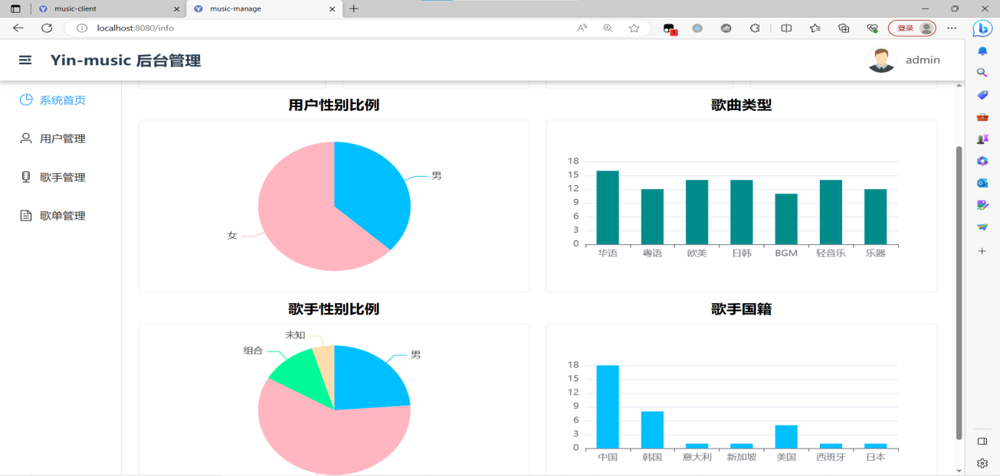 music-client
music-manage
localhost:8080/info
A
1
登录
Yin-music 后台管理
admin
系统首页
用户管理
歌手管理
歌单管理
用户性别比例
男
女
歌曲类型
18
15
12
9
6
3
0
华语 粤语 欧美 日韩 BGM 轻音乐 乐器
歌手性别比例
未知
组合
男
歌手国籍
18
15
12
9
6
3
0
中国 韩国 意大利 新加坡 美国 西班牙 日本